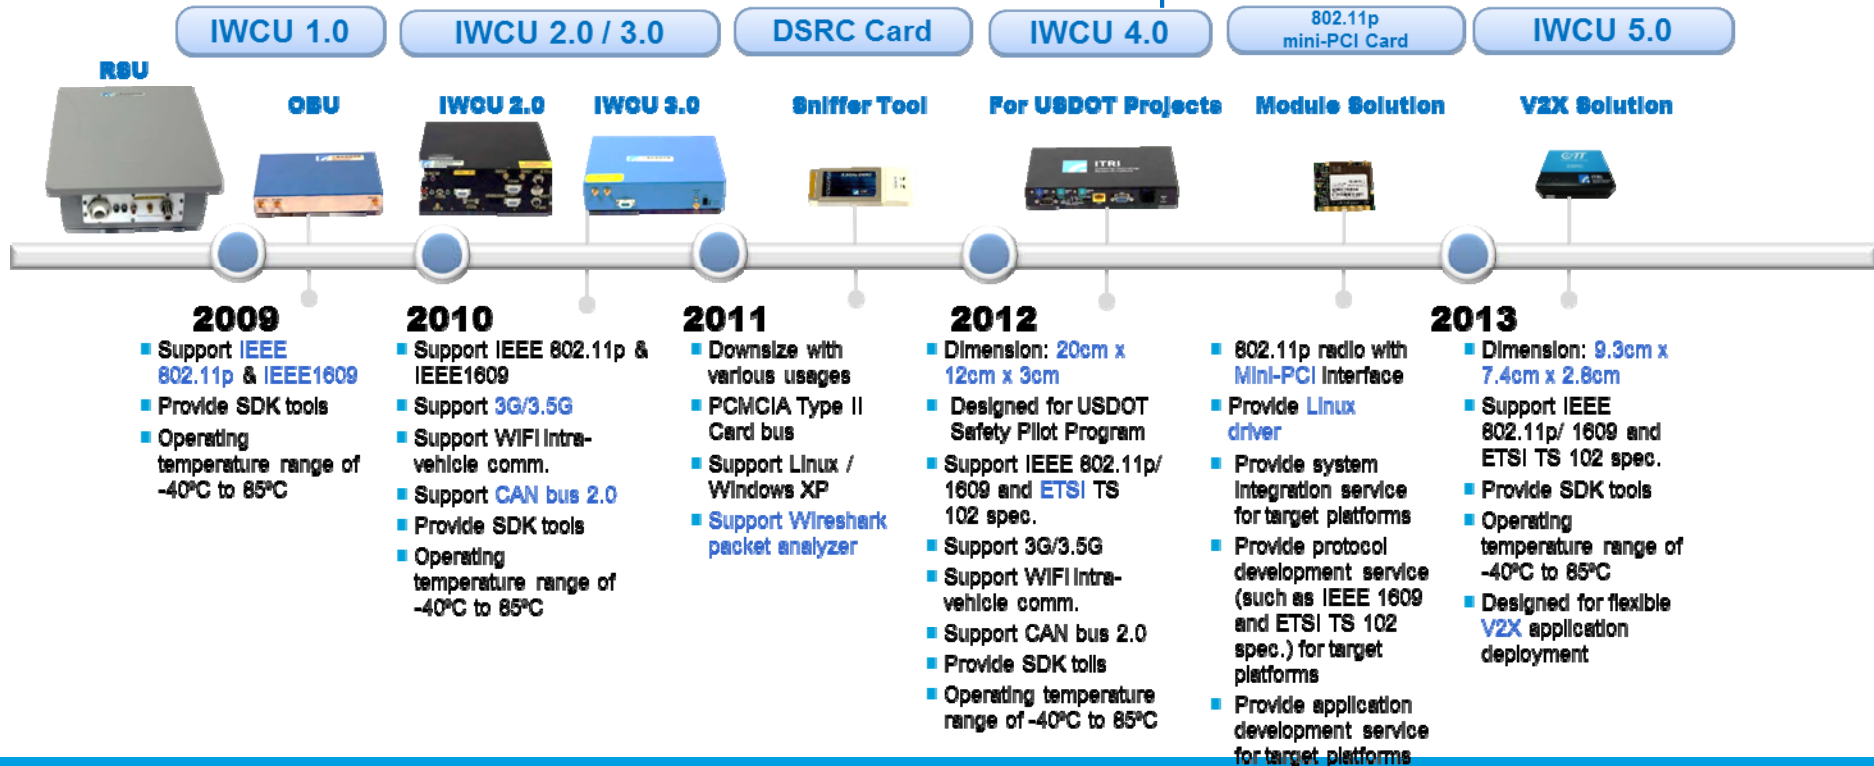 IWCU 1.0
IWCU 2.0 / 3.0
DSRC Card
IWCU 4.0
802.11p
mini-PCI Card
IWCU 5.0
RSU
OBU
IWCU 2.0
IWCU 3.0
Sniffer Tool
For USDOT Projects
Module Solution
V2X Solution
ITRI
ITRI
2009
Support IEEE
802.11p & IEEE1609
Provide SDK tools
Operating
temperature range of
-40°C to 85°C
2010
Support IEEE 802.11p &
IEEE1609
Support 3G/3.5G
Support WIFI Intra-
vehicle comm.
Support CAN bus 2.0
Provide SDK tools
Operating
temperature range of
-40°C to 85°C
2011
Downsize with
various usages
PCMCIA Type II
Card bus
Support Linux /
Windows XP
Support Wireshark
packet analyzer
2012
Dimension: 20cm x
12cm x 3cm
Designed for USDOT
Safety Pilot Program
Support IEEE 802.11p/
1609 and ETSI TS
102 spec.
Support 3G/3.5G
Support WIFI Intra-
vehicle comm.
Support CAN bus 2.0
Provide SDK tolls
Operating temperature
range of -40°C to 85°C
802.11p radio with
Mini-PCI Interface
Provide Linux
driver
Provide system
integration service
for target platforms
Provide protocol
development service
(such as IEEE 1609
and ETSI TS 102
spec.) for target
platforms
Provide application
development service
for target platforms
2013
Dimension: 9.3cm x
7.4cm x 2.8cm
Support IEEE
802.11p/ 1609 and
ETSI TS 102 spec.
Provide SDK tools
Operating
temperature range of
-40°C to 85°C
Designed for flexible
V2X application
deployment